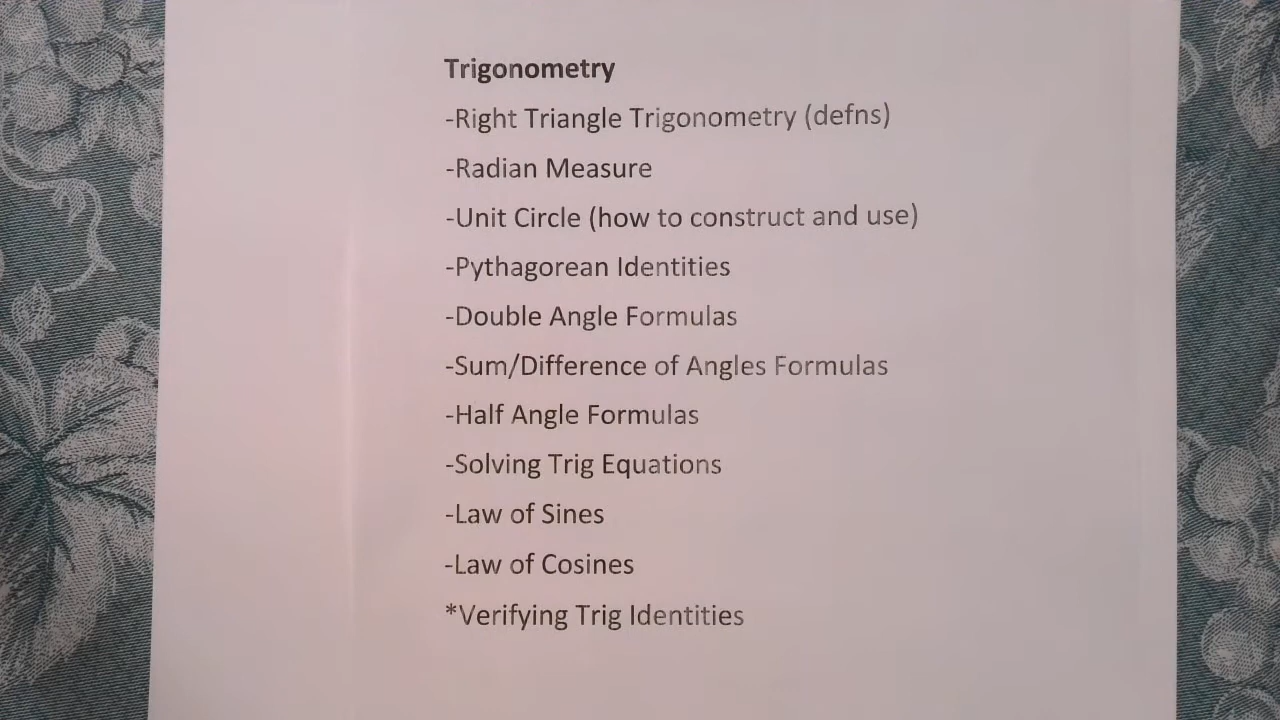 Trigonometry
-Right Triangle Trigonometry (defns)
-Radian Measure
-Unit Circle (how to construct and use)
-Pythagorean Identities
-Double Angle Formulas
-Sum/Difference of Angles Formulas
-Half Angle Formulas
-Solving Trig Equations
-Law of Sines
-Law of Cosines
*Verifying Trig Identities